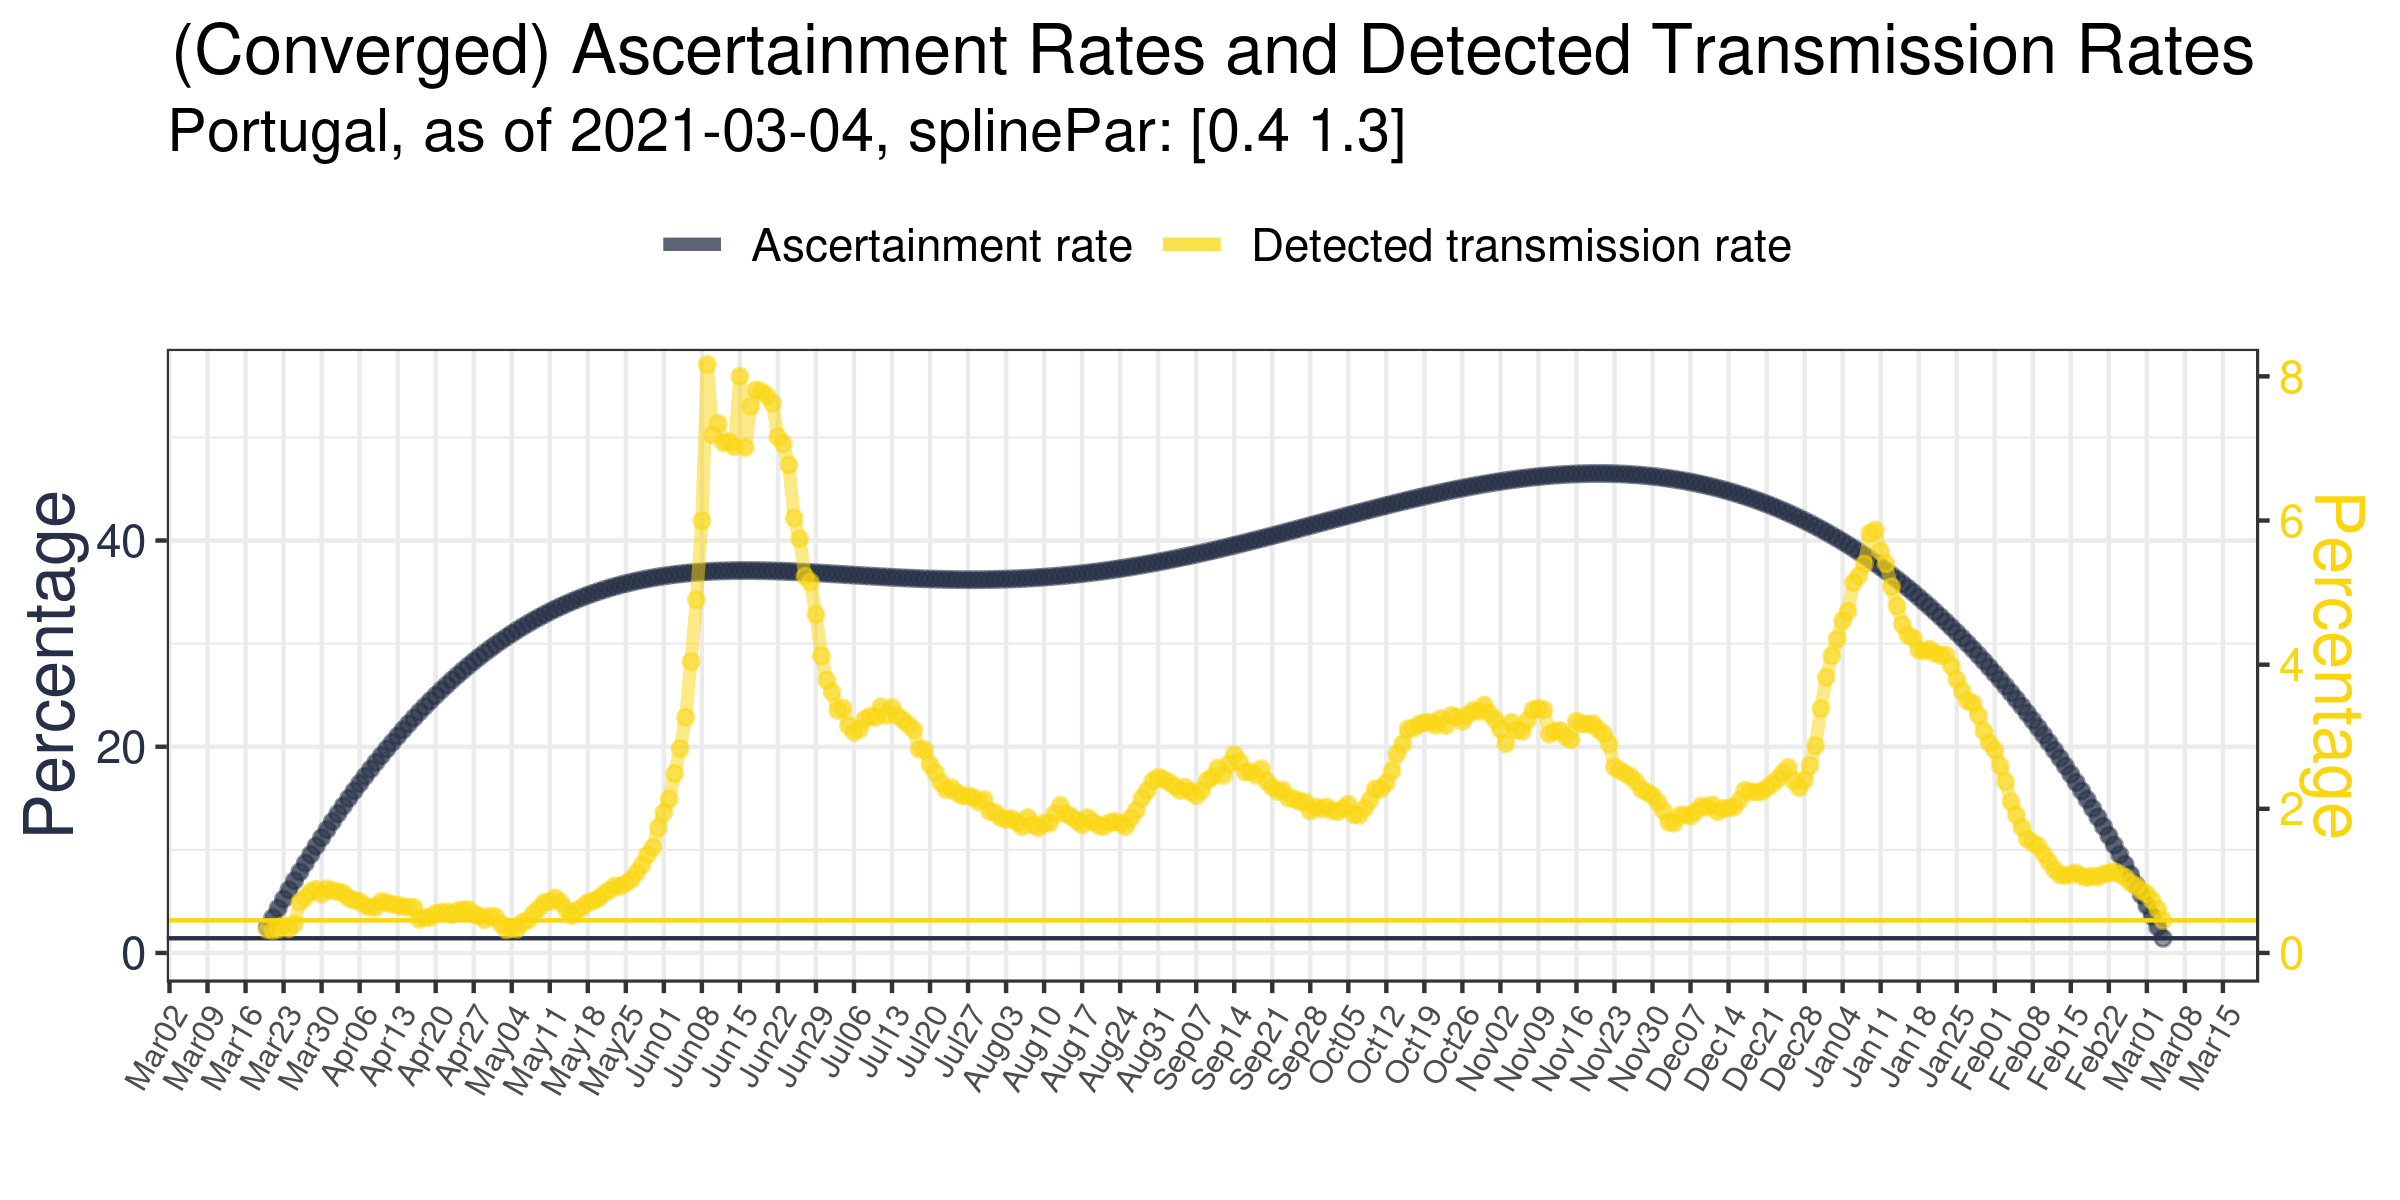 (Converged) Ascertainment Rates and Detected Transmission Rates
Portugal, as of 2021-03-04, splinePar: [0.4 1.3]
Ascertainment rate Detected transmission rate
Percentage
40
20
0
8
6
4
2
0
Percentage
Mar02 Mar09 Mar16 Mar23 Mar30 Apr06 Apr13 Apr20 Apr27 May04 May11 May18 May25 Jun01 Jun08 Jun15 Jun22 Jun29 Jul06 Jul13 Jul20 Jul27 Aug03 Aug10 Aug17 Aug24 Aug31 Sep07 Sep14 Sep21 Sep28 Oct05 Oct12 Oct19 Oct26 Nov02 Nov09 Nov16 Nov23 Nov30 Dec07 Dec14 Dec21 Dec28 Jan04 Jan11 Jan18 Jan25 Feb01 Feb08 Feb15 Feb22 Mar01 Mar08 Mar15